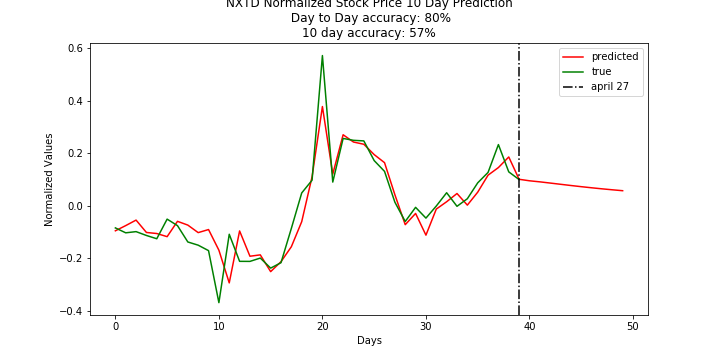 NXTD Normalized Stock Price 10 Day Prediction
Day to Day accuracy: 80%
10 day accuracy: 57%
predicted
true
april 27
Normalized Values
0.6
0.4
0.2
0.0
−0.2
−0.4
0 10 20 30 40 50
Days